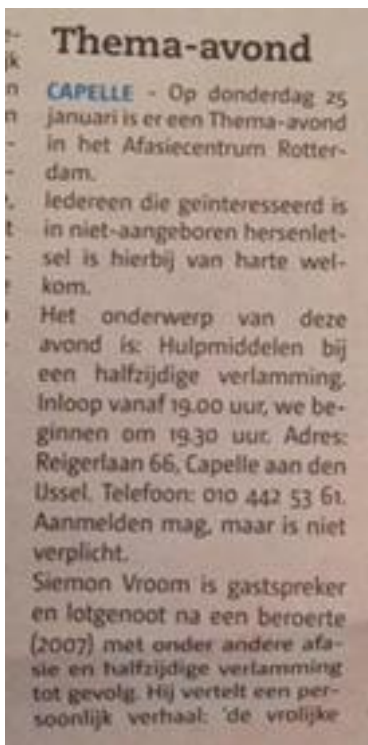 Thema-avond
CAPELLE - Op donderdag 25
januari is er een Thema-avond
in het Afasiecentrum Rotter-
dam.
Iedereen die geïnteresseerd is
in niet-aangeboren hersenlet-
sel is hierbij van harte wel-
kom.
Het onderwerp van deze
avond is: Hulpmiddelen bij
een halfzijdige verlamming.
Inloop vanaf 19.00 uur, we be-
ginnen om 19.30 uur. Adres:
Reigerlaan 66, Capelle aan den
IJssel. Telefoon: 010 442 53 61.
Aanmelden mag, maar is niet
verplicht.
Siemon Vroom is gastspreker
en lotgenoot na een beroerte
(2007) met onder andere afa-
sie en halfzijdige verlamming
tot gevolg. Hij vertelt een per-
soonlijk verhaal: 'de vrolijke